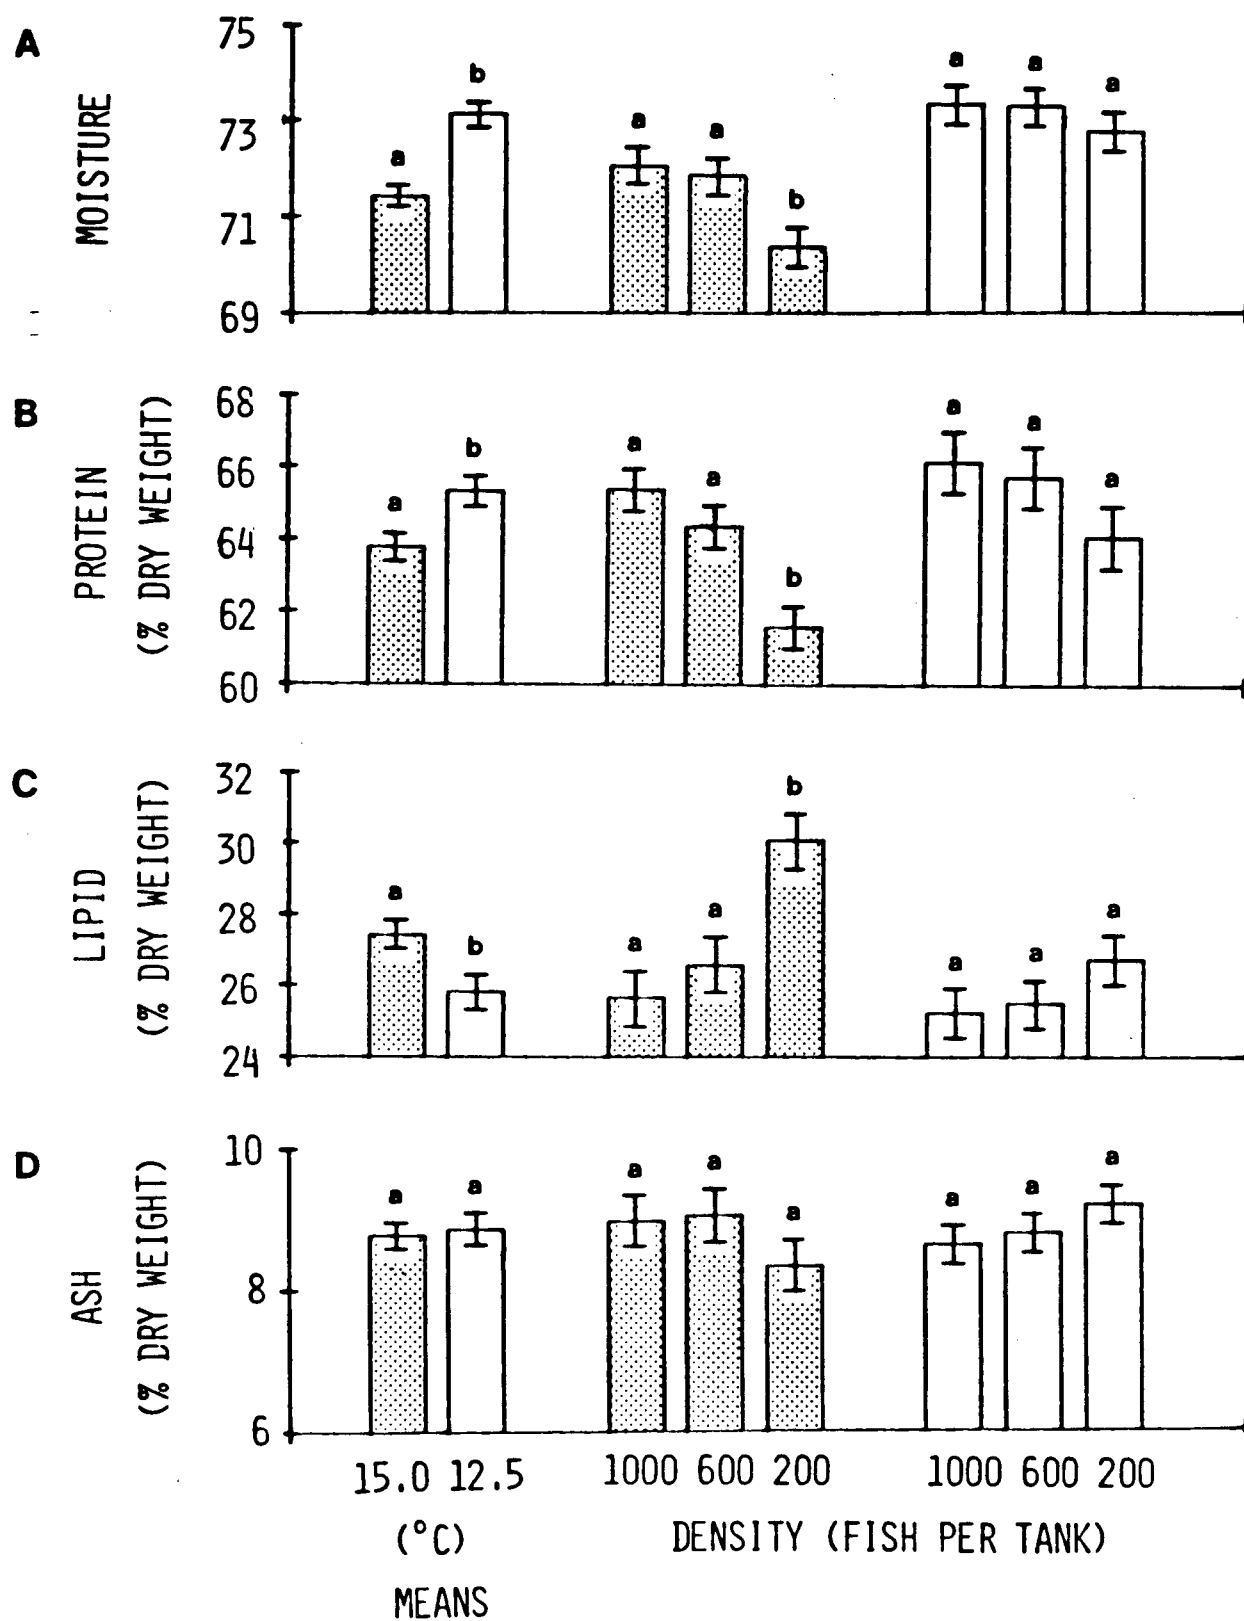 A
MOISTURE
75
73
71
69
a b a a b a a a
B
PROTEIN
(% DRY WEIGHT)
68
66
64
62
60
a b a a b a a a
C
LIPID
(% DRY WEIGHT)
32
30
28
26
24
a b a a b a a a
D
ASH
(% DRY WEIGHT)
10
8
6
a a a a a a a a
15.0 12.5 1000 600 200 1000 600 200
(°C) DENSITY (FISH PER TANK)
MEANS